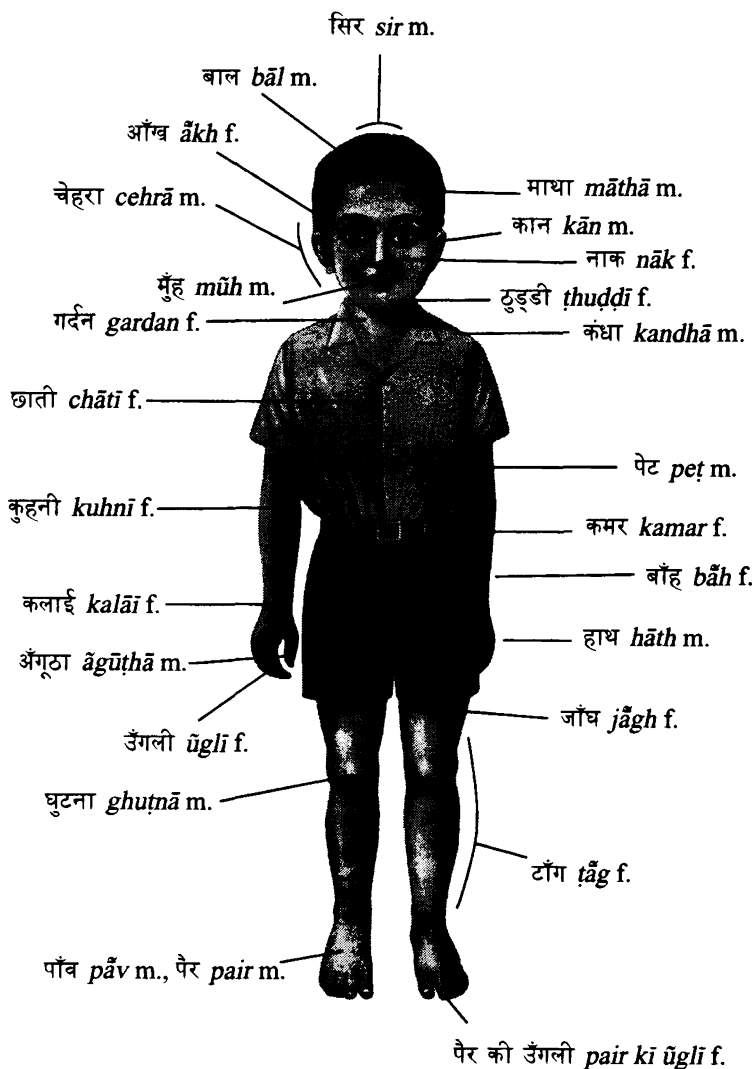 सिर sir m.
बाल bāl m.
आँख ā̃kh f.
चेहरा cehrā m.
माथा māthā m.
कान kān m.
नाक nāk f.
मुँह mũh m.
ठुड्डी ṭhuḍḍī f.
गर्दन gardan f.
कंधा kandhā m.
छाती chātī f.
पेट peṭ m.
कुहनी kuhnī f.
कमर kamar f.
बाँह bā̃h f.
कलाई kalāī f.
हाथ hāth m.
अँगूठा ãgūṭhā m.
जाँघ jā̃gh f.
उँगली ũglī f.
घुटना ghuṭnā m.
टाँग ṭā̃g f.
पाँव pā̃v m., पैर pair m.
पैर की उँगली pair kī ũglī f.